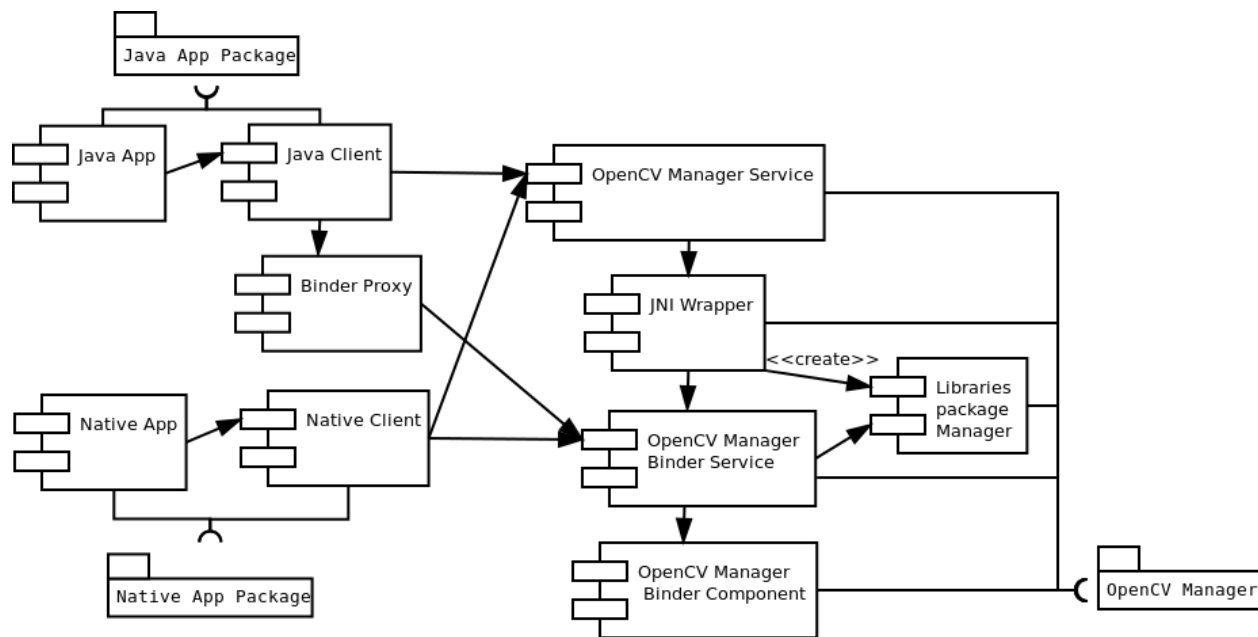 Java App Package
Java App
Java Client
OpenCV Manager Service
Binder Proxy
JNI Wrapper
<<create>>
Libraries
package
Manager
Native App
Native Client
OpenCV Manager
Binder Service
OpenCV Manager
Binder Component
Native App Package
OpenCV Manager